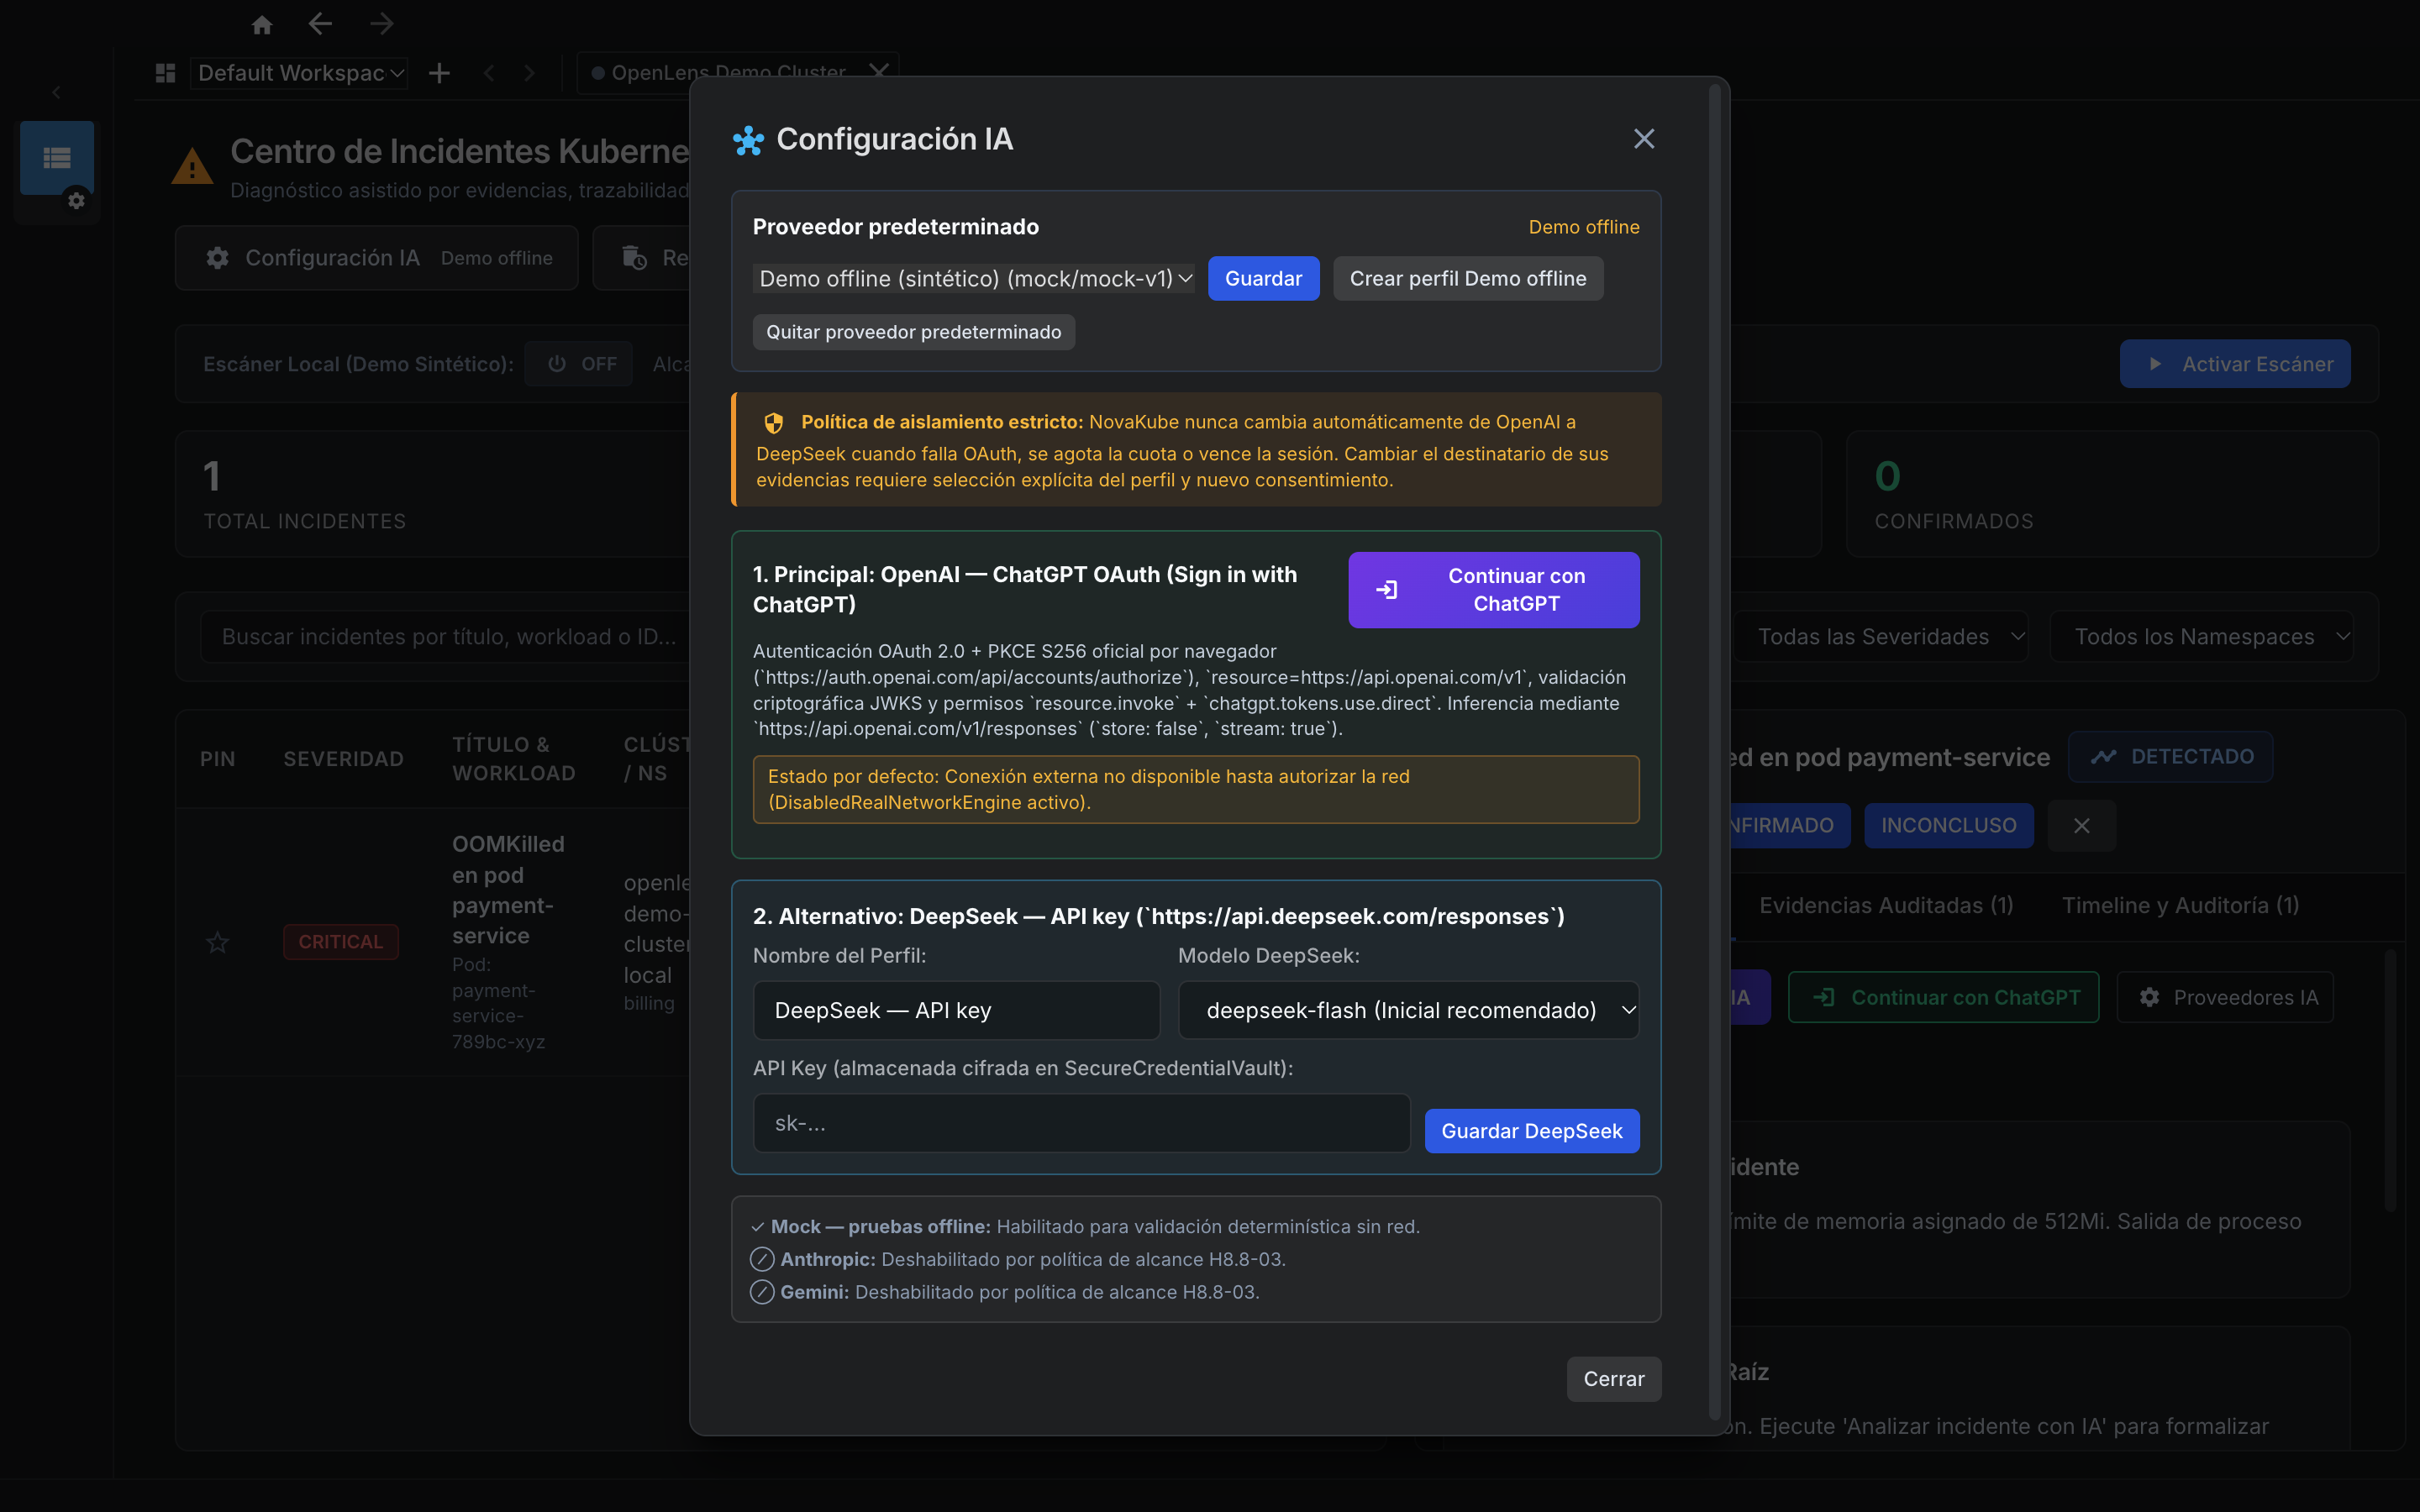 Default Workspac
OpenLens Demo Cluster
Centro de Incidentes Kuberne
Diagnóstico asistido por evidencias, trazabilidad
Configuración IA Demo offline
Re
Escáner Local (Demo Sintético): OFF Alca
Activar Escáner
1
TOTAL INCIDENTES
0
CONFIRMADOS
Buscar incidentes por título, workload o ID...
Todas las Severidades
Todos los Namespaces
PIN
SEVERIDAD
TÍTULO &
WORKLOAD
CLÚST
/ NS
CRITICAL
OOMKilled
en pod
payment-
service
Pod:
payment-
service-
789bc-xyz
openle
demo-
cluster
local
billing
Configuración IA
Proveedor predeterminado
Demo offline
Demo offline (sintético) (mock/mock-v1)
Guardar
Crear perfil Demo offline
Quitar proveedor predeterminado
Política de aislamiento estricto: NovaKube nunca cambia automáticamente de OpenAI a
DeepSeek cuando falla OAuth, se agota la cuota o vence la sesión. Cambiar el destinatario de sus
evidencias requiere selección explícita del perfil y nuevo consentimiento.
1. Principal: OpenAI — ChatGPT OAuth (Sign in with
ChatGPT)
Continuar con
ChatGPT
Autenticación OAuth 2.0 + PKCE S256 oficial por navegador
(`https://auth.openai.com/api/accounts/authorize`), `resource=https://api.openai.com/v1`, validación
criptográfica JWKS y permisos `resource.invoke` + `chatgpt.tokens.use.direct`. Inferencia mediante
`https://api.openai.com/v1/responses` (`store: false`, `stream: true`).
Estado por defecto: Conexión externa no disponible hasta autorizar la red
(DisabledRealNetworkEngine activo).
2. Alternativo: DeepSeek — API key (`https://api.deepseek.com/responses`)
Nombre del Perfil:
Modelo DeepSeek:
DeepSeek — API key
deepseek-flash (Inicial recomendado)
API Key (almacenada cifrada en SecureCredentialVault):
sk-...
Guardar DeepSeek
Mock — pruebas offline: Habilitado para validación determinística sin red.
Anthropic: Deshabilitado por política de alcance H8.8-03.
Gemini: Deshabilitado por política de alcance H8.8-03.
Cerrar
ed en pod payment-service
DETECTADO
NFIRMADO
INCONCLUSO
Evidencias Auditadas (1)
Timeline y Auditoría (1)
IA
Continuar con ChatGPT
Proveedores IA
idente
ímite de memoria asignado de 512Mi. Salida de proceso
Raíz
ón. Ejecute 'Analizar incidente con IA' para formalizar